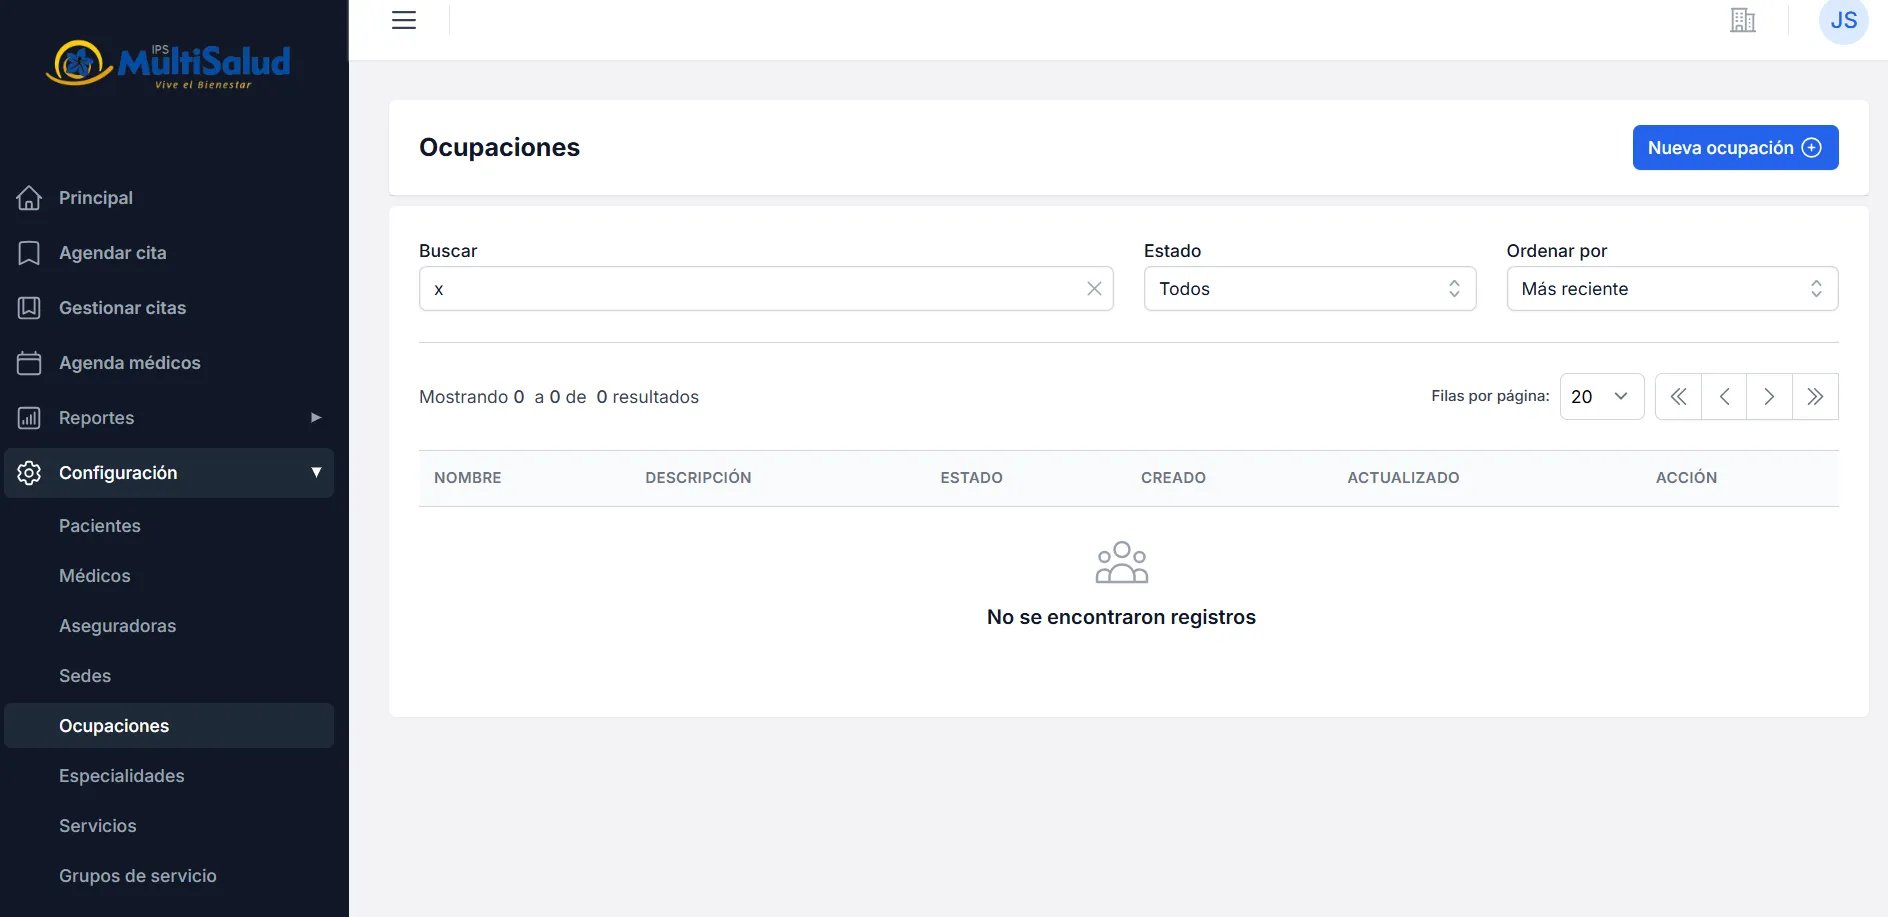 IPS
MultiSalud
Vive el Bienestar
Principal
Agendar cita
Gestionar citas
Agenda médicos
Reportes
Configuración
Pacientes
Médicos
Aseguradoras
Sedes
Ocupaciones
Especialidades
Servicios
Grupos de servicio
JS
Ocupaciones
Nueva ocupación
Buscar
x
Estado
Todos
Ordenar por
Más reciente
Mostrando 0 a 0 de 0 resultados
Filas por página: 20
NOMBRE DESCRIPCIÓN ESTADO CREADO ACTUALIZADO ACCIÓN
No se encontraron registros